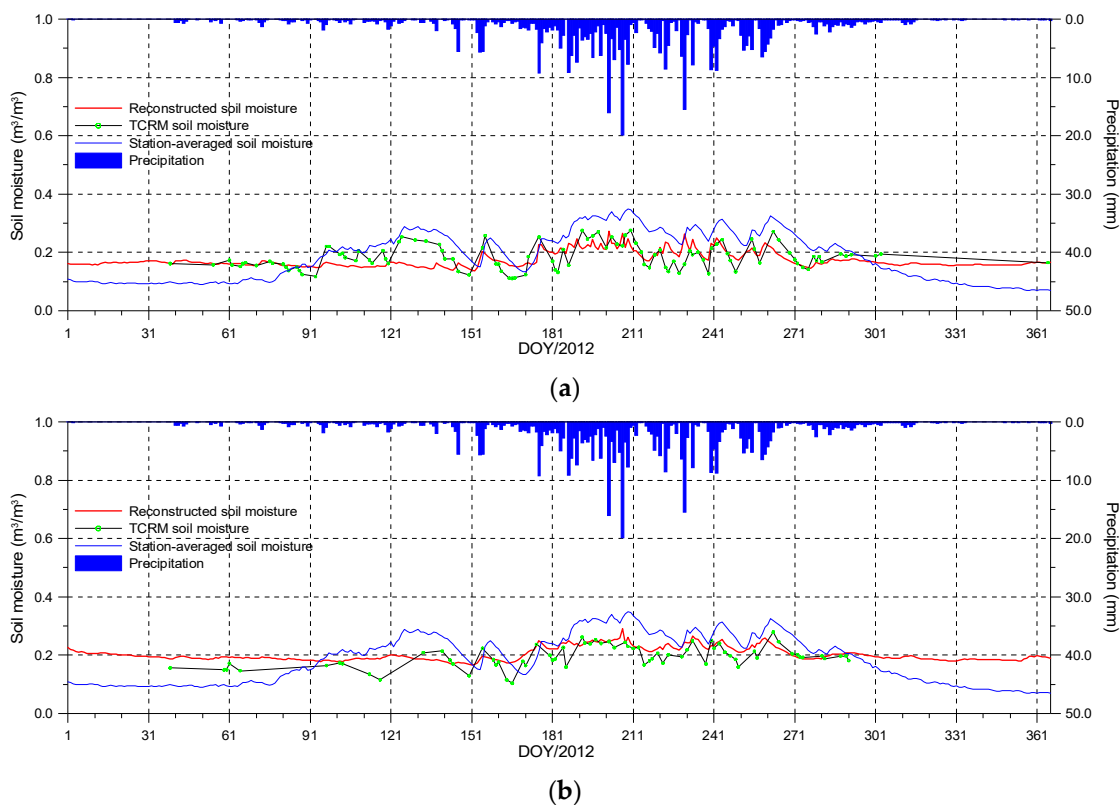 1.0 0.0
0.8 10.0
Reconstructed soil moisture
TCRM soil moisture
0.6 20.0
Station-averaged soil moisture
Precipitation
0.4 30.0
0.2 40.0
0.0 50.0
Soil moisture (m³/m³)
Precipitation (mm)
1 31 61 91 121 151 181 211 241 271 301 331 361
DOY/2012
(a)
1.0 0.0
0.8 10.0
Reconstructed soil moisture
TCRM soil moisture
0.6 20.0
Station-averaged soil moisture
Precipitation
0.4 30.0
0.2 40.0
0.0 50.0
Soil moisture (m³/m³)
Precipitation (mm)
1 31 61 91 121 151 181 211 241 271 301 331 361
DOY/2012
(b)